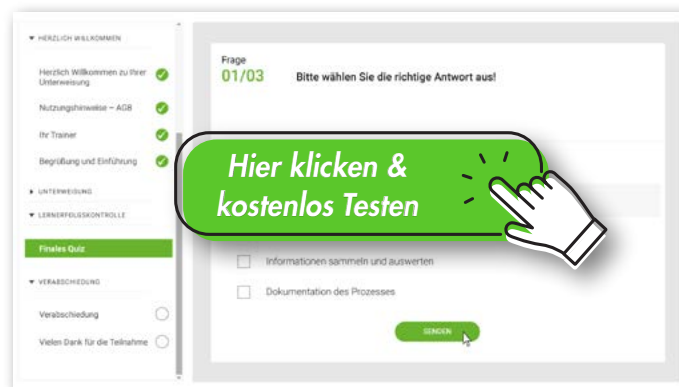 HERZLICH WILLKOMMEN
Herzlich Willkommen zu Ihrer
Unterweisung
Nutzungshinweise – AGB
Ihr Trainer
Begrüßung und Einführung
UNTERWEISUNG
LERNERFOLGSKONTROLLE
Finales Quiz
VERABSCHIEDUNG
Verabschiedung
Vielen Dank für die Teilnahme
Frage
01/03
Bitte wählen Sie die richtige Antwort aus!
Hier klicken &
kostenlos Testen
Informationen sammeln und auswerten
Dokumentation des Prozesses
SENDEN